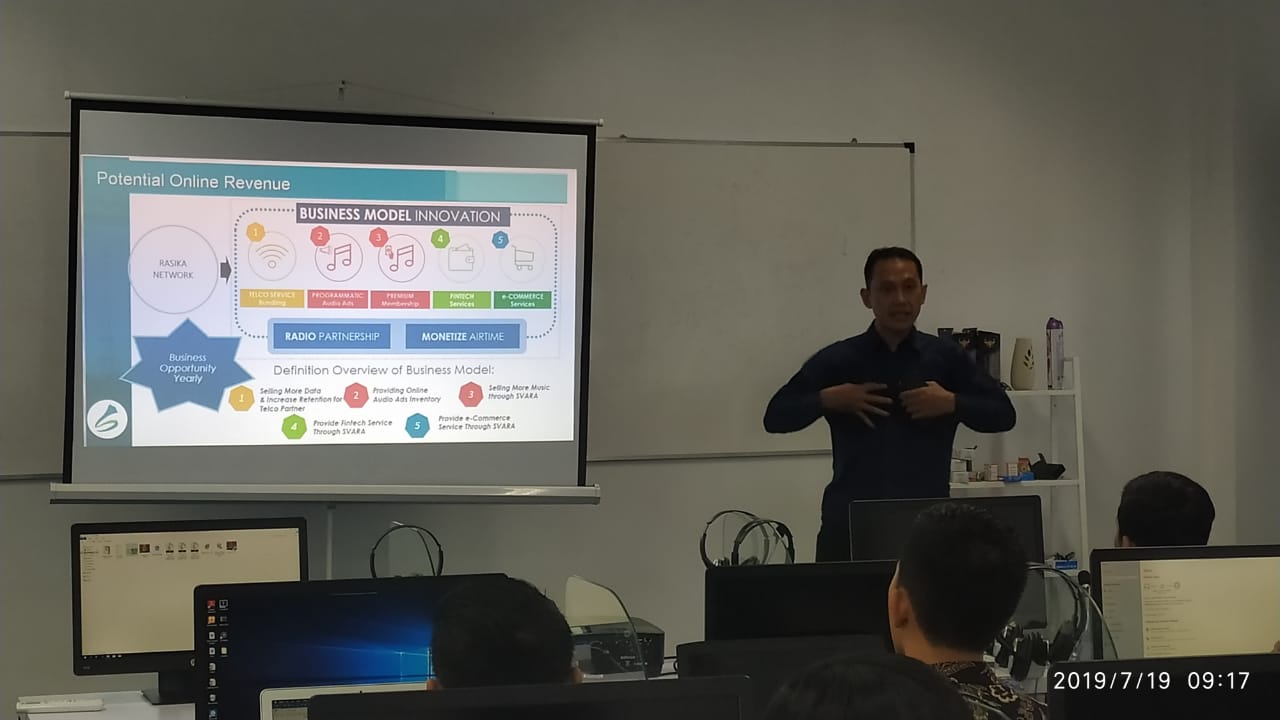 Potential Online Revenue
BUSINESS MODEL INNOVATION
RASIKA
NETWORK
1
2
3
4
5
TELCO SERVICE
Bundling
PROGRAMMATIC
Audio Ads
PREMIUM
Membership
FINTECH
Services
e-COMMERCE
Services
RADIO PARTNERSHIP
MONETIZE AIRTIME
Business
Opportunity
Yearly
Definition Overview of Business Model:
1
Selling More Data
& Increase Retention for
Telco Partner
2
Providing Online
Audio Ads Inventory
3
Selling More Music
through SVARA
4
Provide Fintech Service
Through SVARA
5
Provide e-Commerce
Service Through SVARA
2019/7/19 09:17